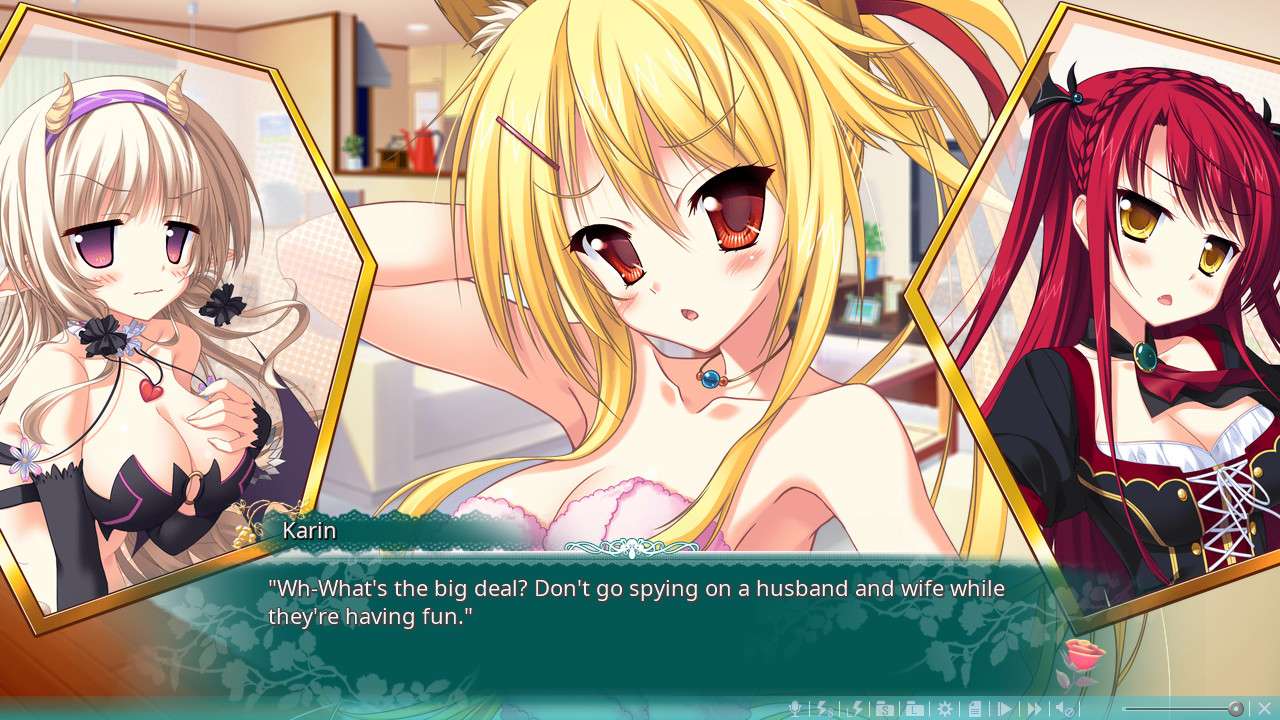 Karin
"Wh-What's the big deal? Don't go spying on a husband and wife while
they're having fun."